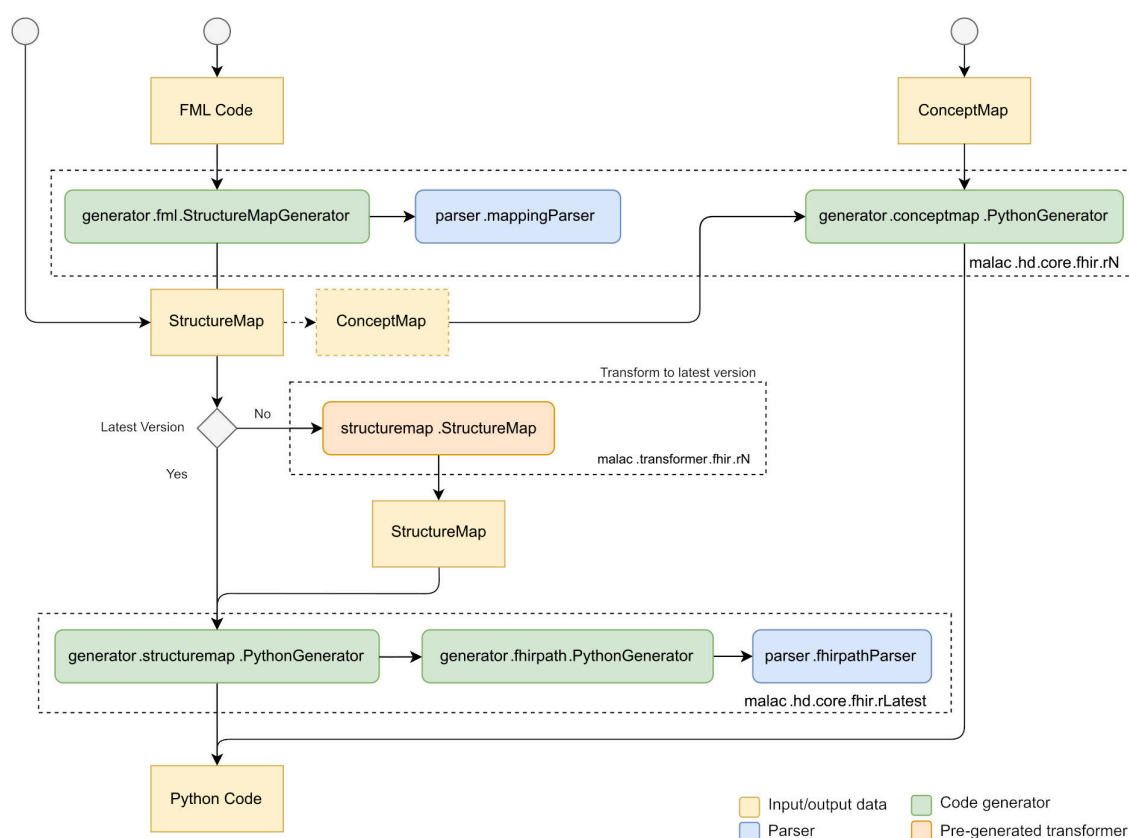 FML Code
ConceptMap
generator.fml.StructureMapGenerator
parser.mappingParser
generator.conceptmap.PythonGenerator
malac.hd.core.fhir.rN
StructureMap
ConceptMap
Transform to latest version
Latest Version
No
structuremap.StructureMap
malac.transformer.fhir.rN
Yes
StructureMap
generator.structuremap.PythonGenerator
generator.fhirpath.PythonGenerator
parser.fhirpathParser
malac.hd.core.fhir.rLatest
Python Code
Input/output data
Code generator
Parser
Pre-generated transformer